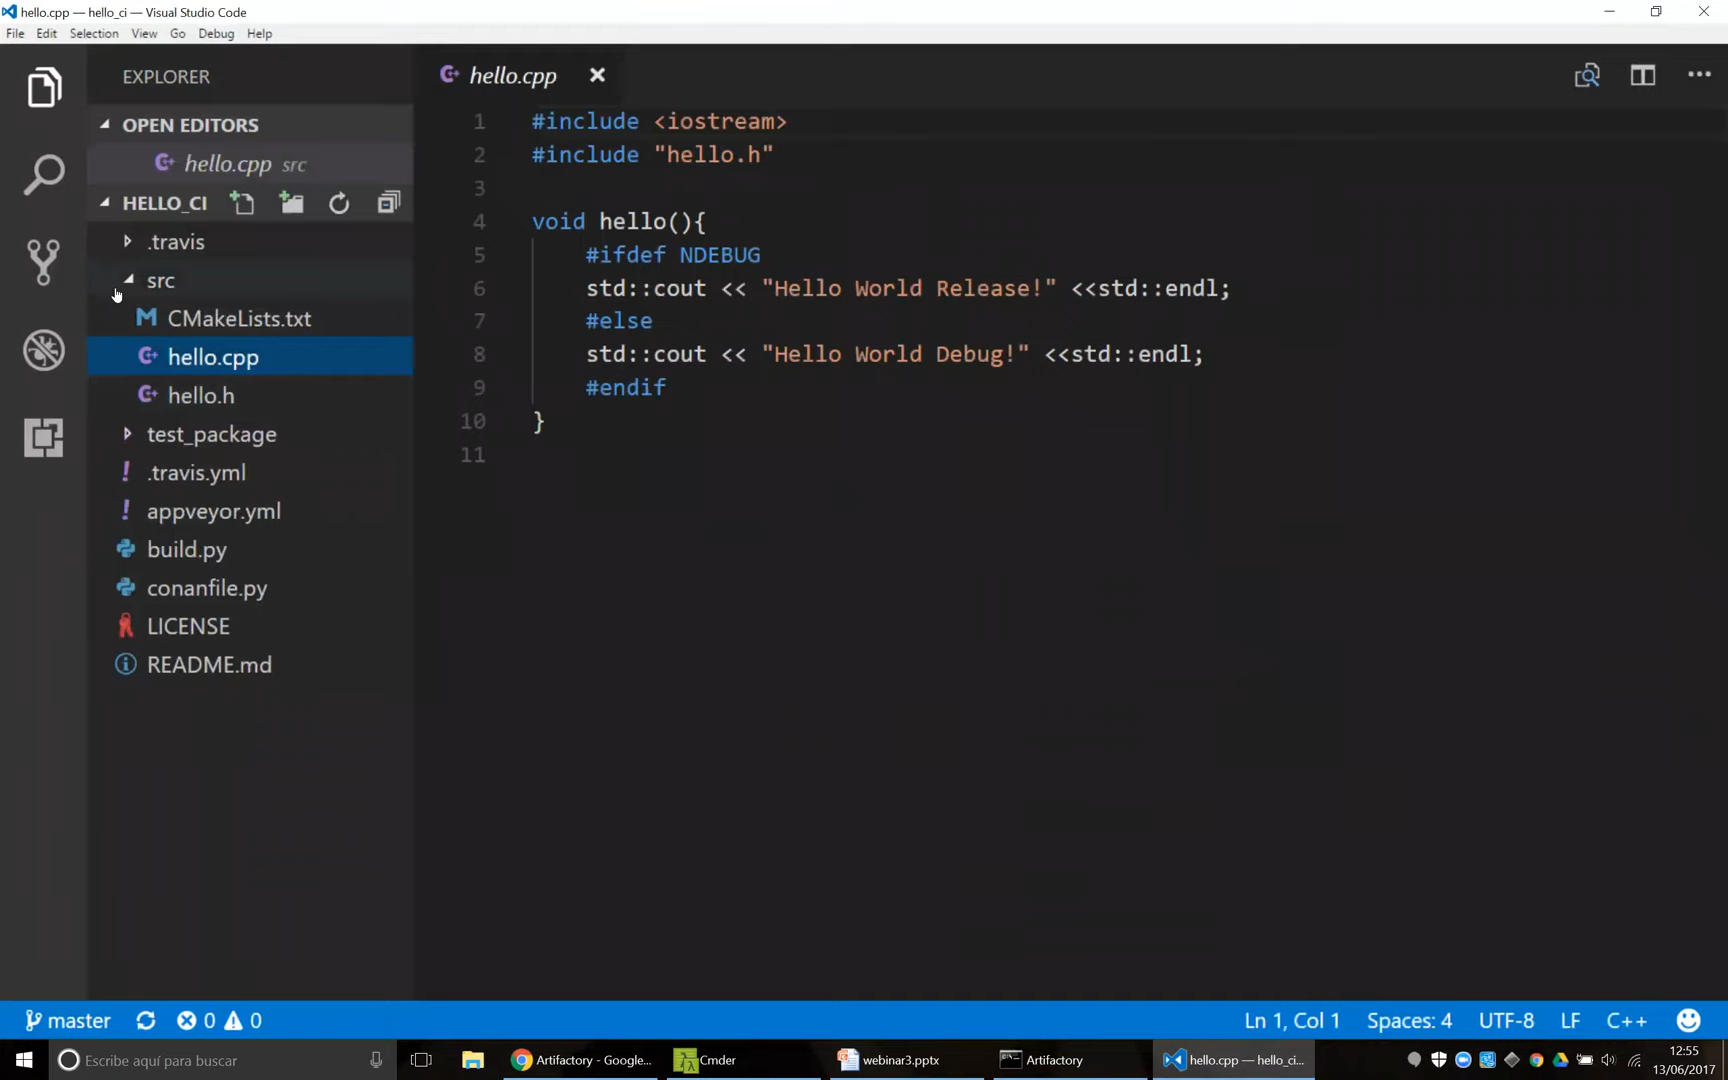 hello.cpp — hello_ci — Visual Studio Code
File Edit Selection View Go Debug Help
EXPLORER
OPEN EDITORS
hello.cpp src
HELLO_CI
.travis
src
CMakeLists.txt
hello.cpp
hello.h
test_package
.travis.yml
appveyor.yml
build.py
conanfile.py
LICENSE
README.md
hello.cpp
1 #include <iostream>
2 #include "hello.h"
3
4 void hello(){
5 #ifdef NDEBUG
6 std::cout << "Hello World Release!" <<std::endl;
7 #else
8 std::cout << "Hello World Debug!" <<std::endl;
9 #endif
10 }
11
master 0 0 Ln 1, Col 1 Spaces: 4 UTF-8 LF C++
Escribe aquí para buscar Artifactory - Google... Cmder webinar3.pptx Artifactory hello.cpp — hello_ci...
12:55
13/06/2017